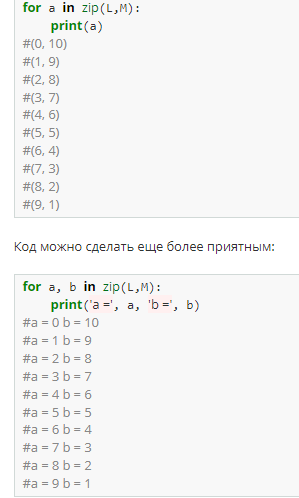 for a in zip(L,M):
    print(a)
#(0, 10)
#(1, 9)
#(2, 8)
#(3, 7)
#(4, 6)
#(5, 5)
#(6, 4)
#(7, 3)
#(8, 2)
#(9, 1)
Код можно сделать еще более приятным:
for a, b in zip(L,M):
    print('a =', a, 'b =', b)
#a = 0 b = 10
#a = 1 b = 9
#a = 2 b = 8
#a = 3 b = 7
#a = 4 b = 6
#a = 5 b = 5
#a = 6 b = 4
#a = 7 b = 3
#a = 8 b = 2
#a = 9 b = 1